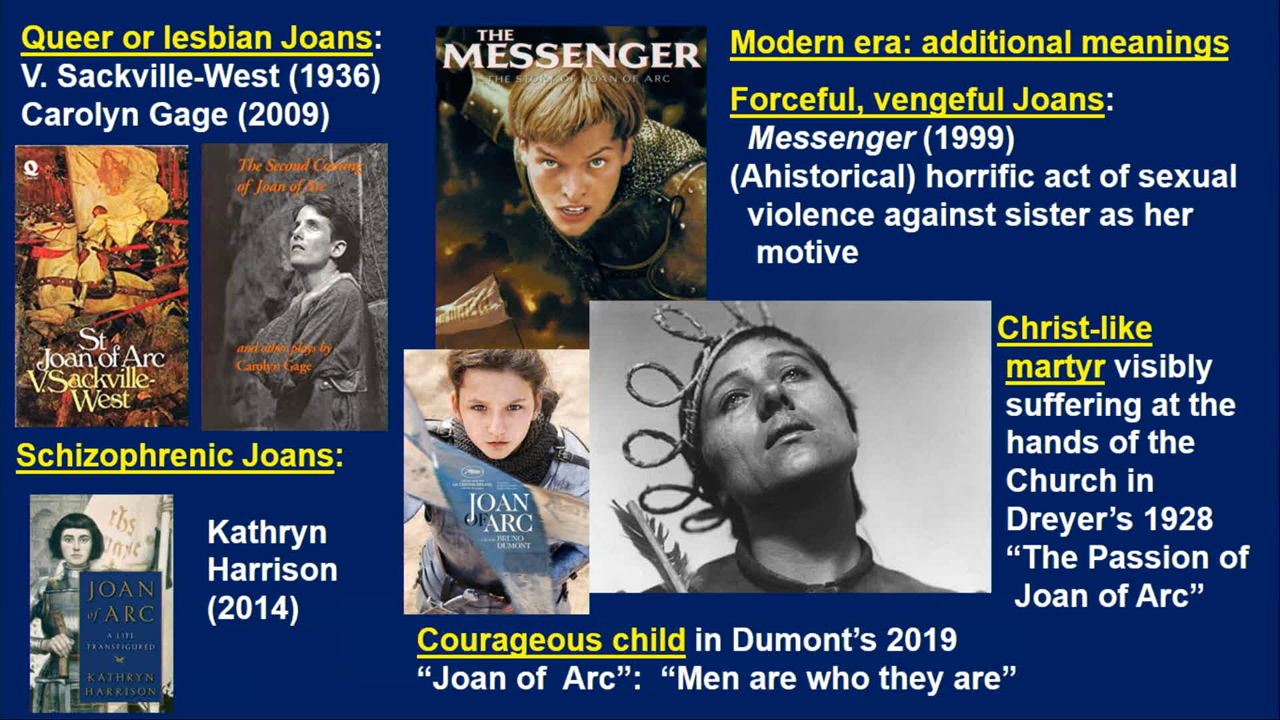 Queer or lesbian Joans:
V. Sackville-West (1936)
Carolyn Gage (2009)
St
Joan of Arc
V. Sackville-
West
The Second Coming
of Joan of Arc
and other plays by
Carolyn Gage
Schizophrenic Joans:
JOAN
of ARC
A LIFE
TRANSFIGURED
KATHRYN
HARRISON
Kathryn
Harrison
(2014)
THE
MESSENGER
THE STORY OF JOAN OF ARC
Modern era: additional meanings
Forceful, vengeful Joans:
Messenger (1999)
(Ahistorical) horrific act of sexual
violence against sister as her
motive
JOAN
OF ARC
BRUNO
DUMONT
Christ-like
martyr visibly
suffering at the
hands of the
Church in
Dreyer’s 1928
“The Passion of
Joan of Arc”
Courageous child in Dumont’s 2019
“Joan of  Arc”:  “Men are who they are”